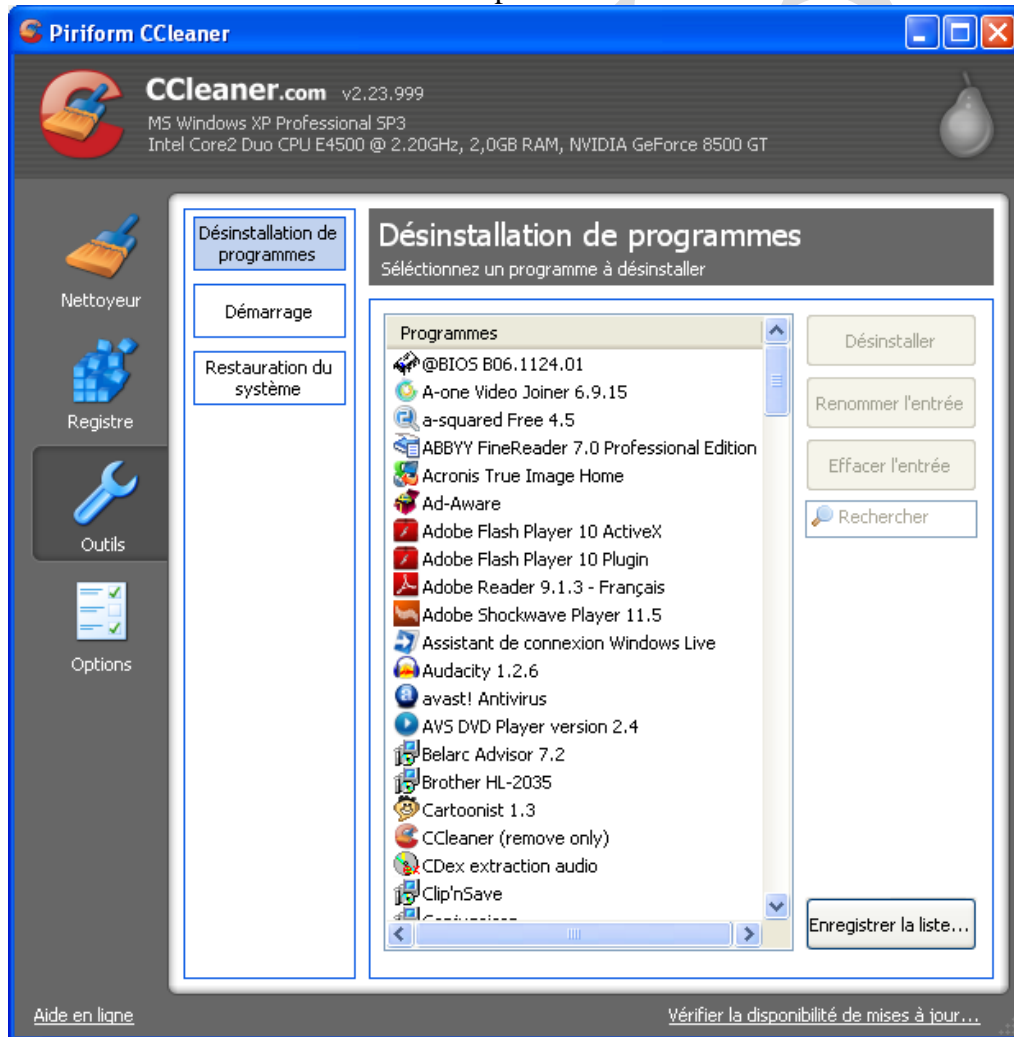 Piriform CCleaner
CCleaner.com v2.23.999
MS Windows XP Professional SP3
Intel Core2 Duo CPU E4500 @ 2.20GHz, 2,0GB RAM, NVIDIA GeForce 8500 GT
Nettoyeur
Registre
Outils
Options
Désinstallation de
programmes
Démarrage
Restauration du
système
Désinstallation de programmes
Séléctionnez un programme à désinstaller
Programmes
@BIOS B06.1124.01
A-one Video Joiner 6.9.15
a-squared Free 4.5
ABBYY FineReader 7.0 Professional Edition
Acronis True Image Home
Ad-Aware
Adobe Flash Player 10 ActiveX
Adobe Flash Player 10 Plugin
Adobe Reader 9.1.3 - Français
Adobe Shockwave Player 11.5
Assistant de connexion Windows Live
Audacity 1.2.6
avast! Antivirus
AVS DVD Player version 2.4
Belarc Advisor 7.2
Brother HL-2035
Cartoonist 1.3
CCleaner (remove only)
CDex extraction audio
Clip'nSave
Désinstaller
Renommer l'entrée
Effacer l'entrée
Rechercher
Enregistrer la liste...
Aide en ligne
Vérifier la disponibilité de mises à jour...